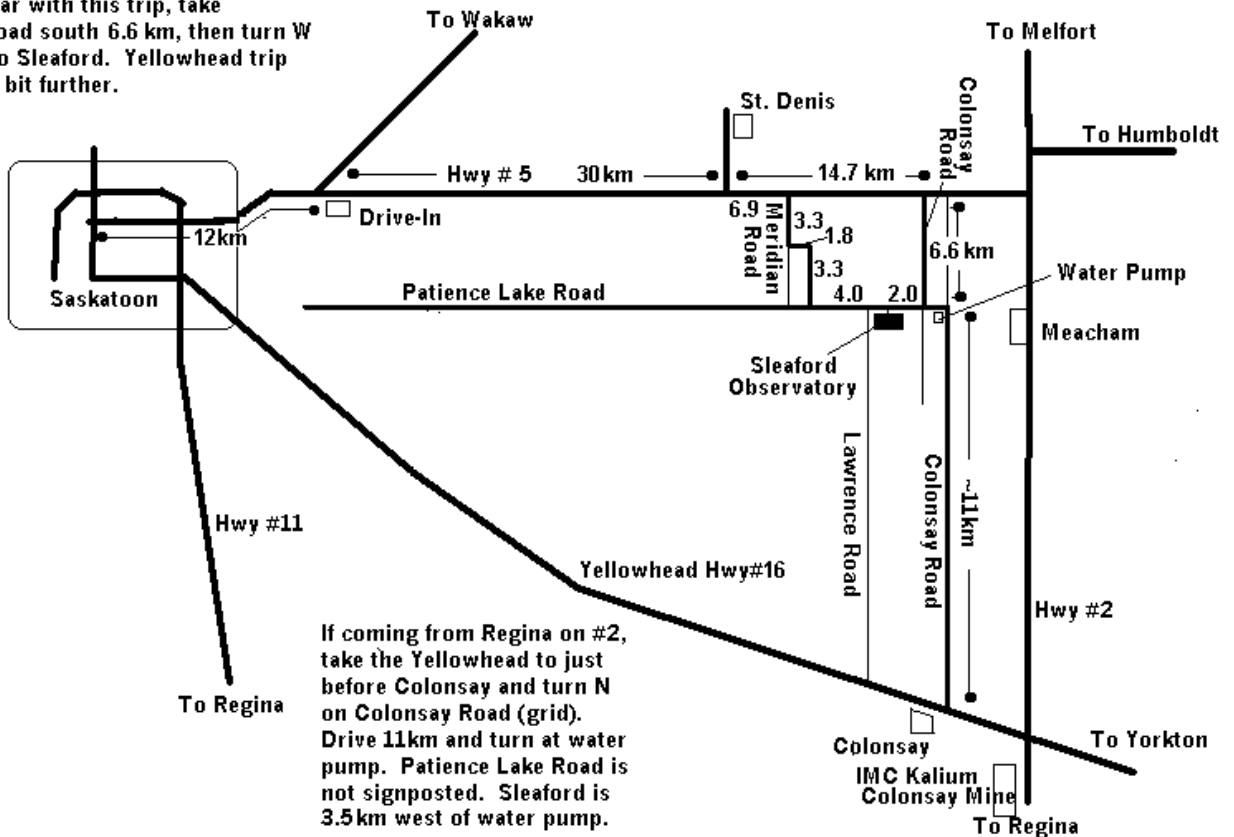 ar with this trip, take
oad south 6.6 km, then turn W
o Sleaford. Yellowhead trip
bit further.
To Wakaw
To Melfort
St. Denis
Colonsay
Road
To Humboldt
Hwy # 5
30km
14.7 km
Drive-In
12km
6.9
Meridian
Road
3.3
1.8
3.3
6.6 km
Water Pump
Saskatoon
Patience Lake Road
4.0
2.0
Meacham
Sleaford
Observatory
Lawrence Road
Colonsay Road
~11km
Hwy #11
Yellowhead Hwy#16
Hwy #2
If coming from Regina on #2,
take the Yellowhead to just
before Colonsay and turn N
on Colonsay Road (grid).
Drive 11km and turn at water
pump. Patience Lake Road is
not signposted. Sleaford is
3.5km west of water pump.
To Regina
Colonsay
To Yorkton
IMC Kalium
Colonsay Mine
To Regina